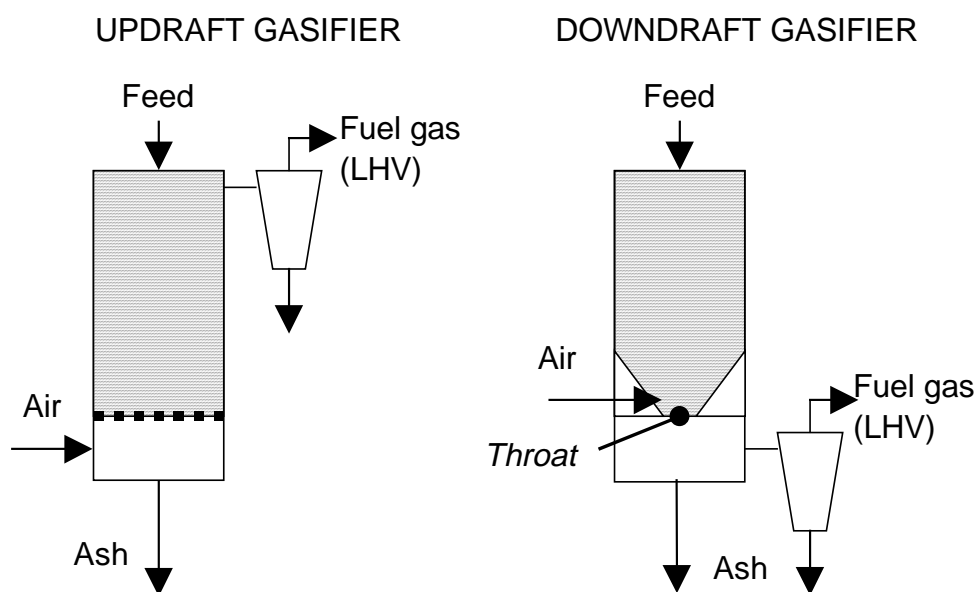 UPDRAFT GASIFIER
Feed
Fuel gas
(LHV)
Air
Ash
DOWNDRAFT GASIFIER
Feed
Air
Throat
Fuel gas
(LHV)
Ash